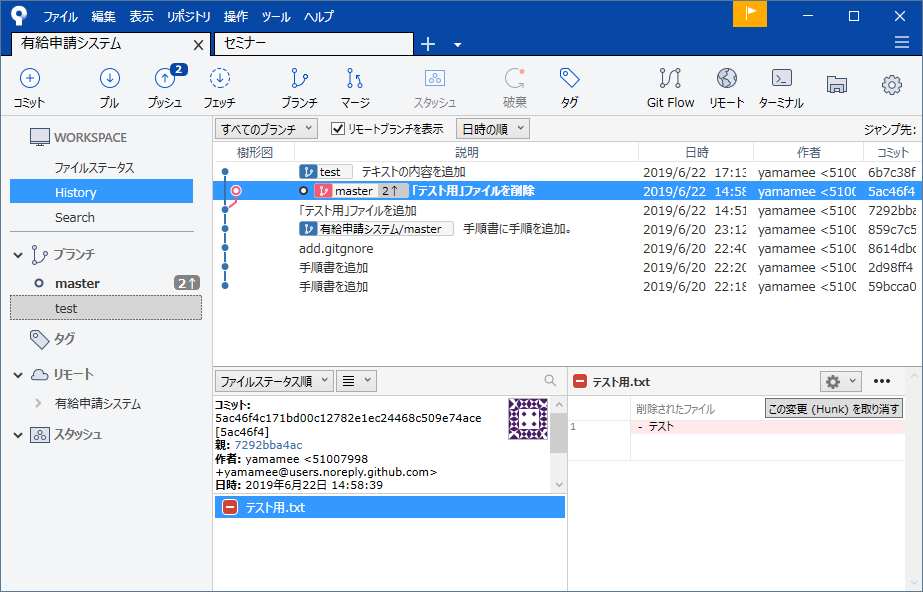 ファイル 編集 表示 リポジトリ 操作 ツール ヘルプ
有給申請システム セミナー
2
コミット プル プッシュ フェッチ ブランチ マージ スタッシュ 破棄 タグ Git Flow リモート ターミナル
WORKSPACE
ファイルステータス
History
Search
ブランチ
master 2↑
test
タグ
リモート
有給申請システム
スタッシュ
すべてのブランチ リモートブランチを表示 日時の順 ジャンプ先:
樹形図 説明 日時 作者 コミット
test テキストの内容を追加 2019/6/22 17:13 yamamee <5100 6b7c38f
master 2↑ 「テスト用」ファイルを削除 2019/6/22 14:58 yamamee <5100 5ac46f4
「テスト用」ファイルを追加 2019/6/22 14:51 yamamee <5100 7292bba
有給申請システム/master 手順書に手順を追加。 2019/6/20 23:12 yamamee <5100 859c7c5
add.gitgnore 2019/6/20 22:40 yamamee <5100 8614dbc
手順書を追加 2019/6/20 22:20 yamamee <5100 2d98ff4
手順書を追加 2019/6/20 22:18 yamamee <5100 59bcca0
ファイルステータス順
コミット:
5ac46f4c171bd00c12782e1ec24468c509e74ace
[5ac46f4]
親: 7292bba4ac
作者: yamamee <51007998
+yamamee@users.noreply.github.com>
日時: 2019年6月22日 14:58:39
テスト用.txt
テスト用.txt
削除されたファイル この変更 (Hunk) を取り消す
1 - テスト